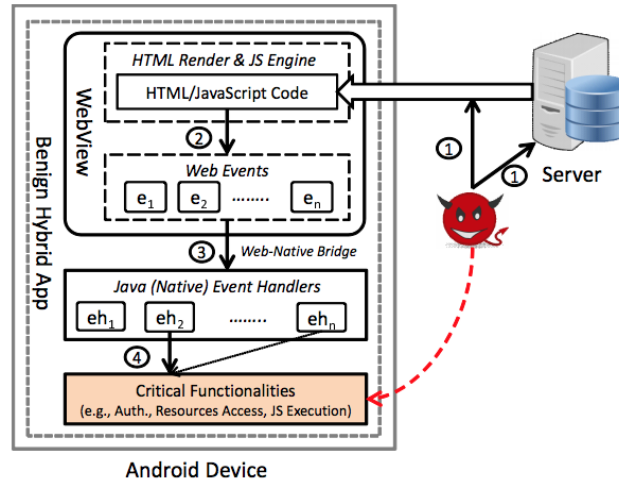 HTML Render & JS Engine
HTML/JavaScript Code
WebView
Benign Hybrid App
2
Web Events
e1 e2 ........ en
1
1
Server
3
Web-Native Bridge
Java (Native) Event Handlers
eh1 eh2 ........ ehn
4
Critical Functionalities
(e.g., Auth., Resources Access, JS Execution)
Android Device